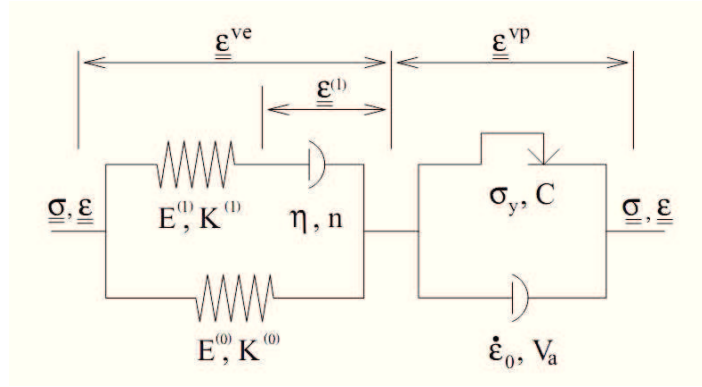 ε^ve ε^vp
ε^(1)
σ, ε E^(1), K^(1) η, n σ_y, C σ, ε
E^(0), K^(0) ε̇_0, V_a